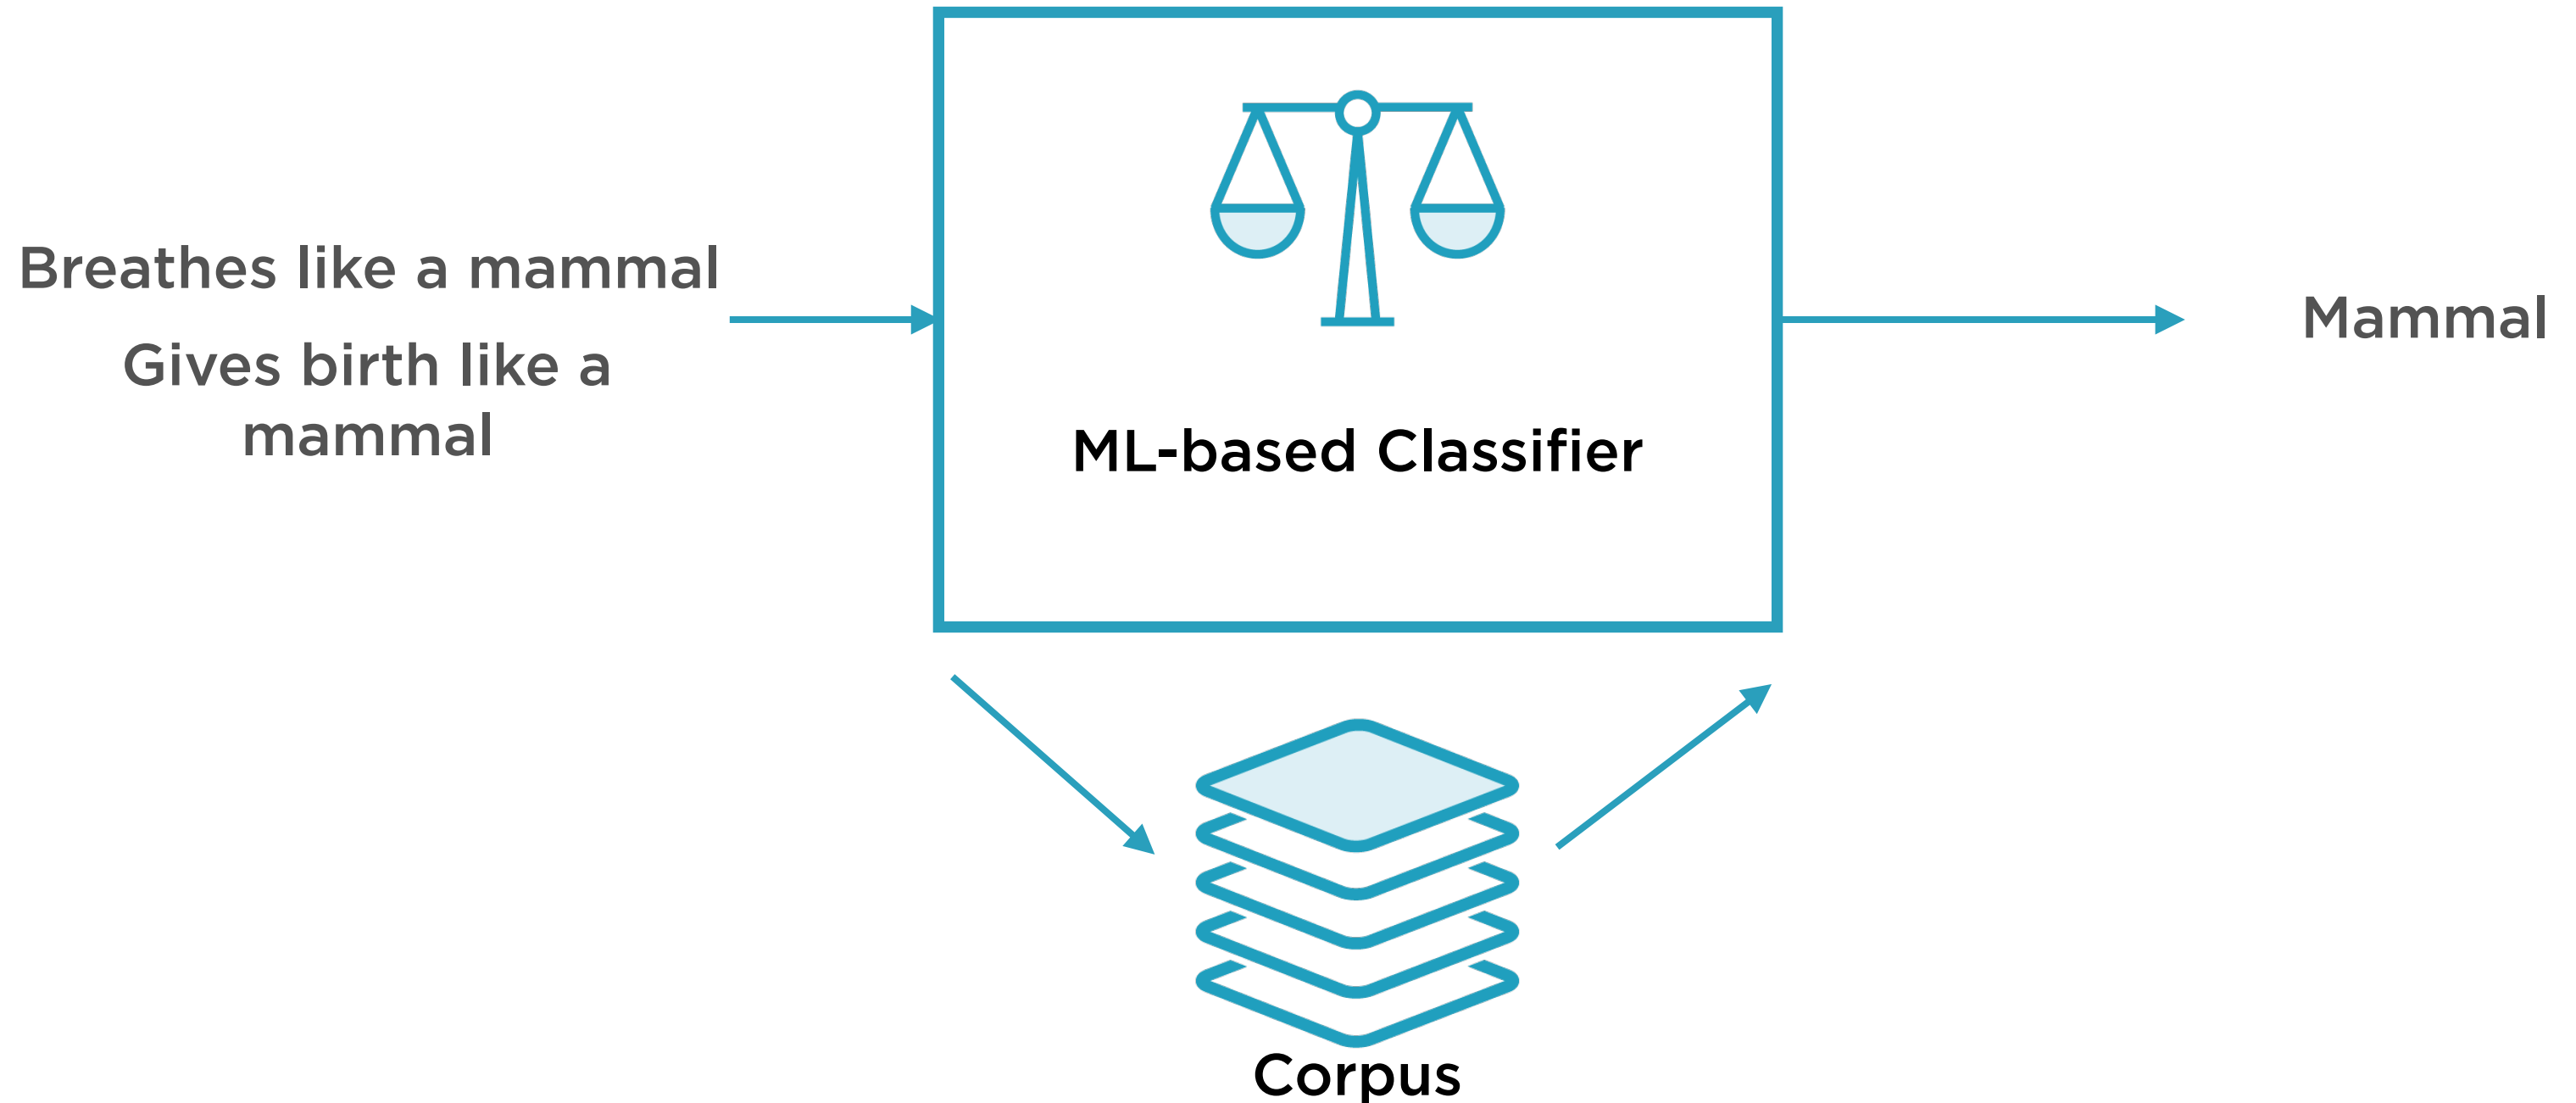 Breathes like a mammal
Gives birth like a
mammal
ML-based Classifier
Mammal
Corpus